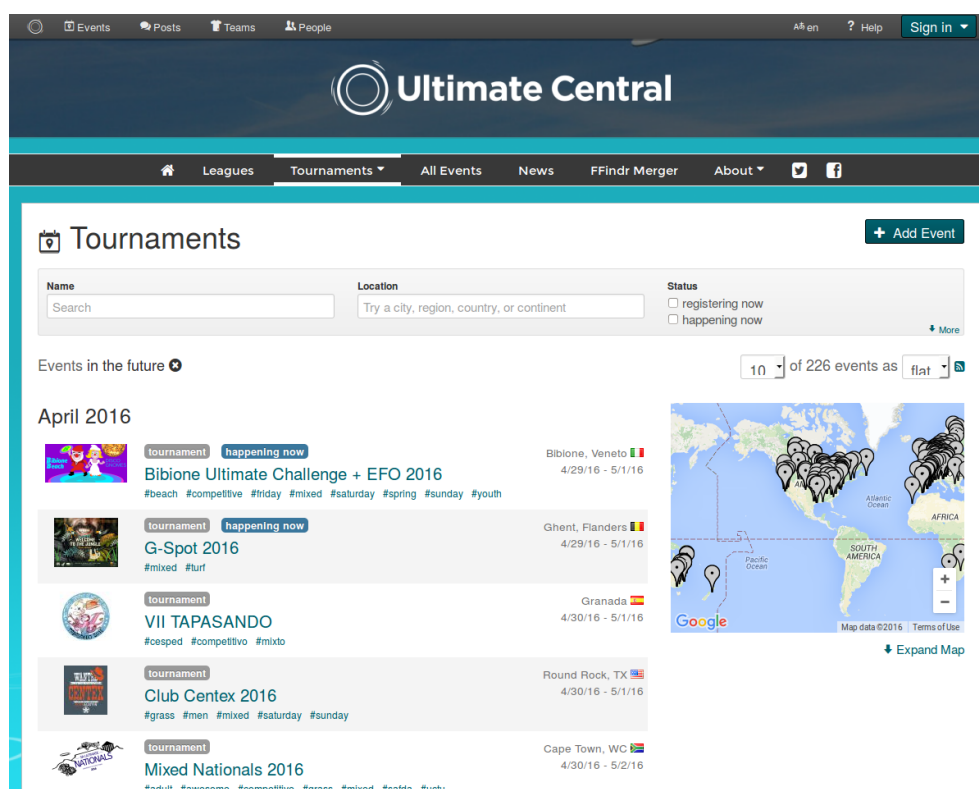 Events Posts Teams People en ? Help Sign in
Ultimate Central
Leagues Tournaments All Events News FFindr Merger About
Tournaments
+ Add Event
Name
Search
Location
Try a city, region, country, or continent
Status
registering now
happening now
More
Events in the future
10 of 226 events as flat
April 2016
tournament happening now
Bibione, Veneto
Bibione Ultimate Challenge + EFO 2016
4/29/16 - 5/1/16
#beach #competitive #friday #mixed #saturday #spring #sunday #youth
tournament happening now
Ghent, Flanders
G-Spot 2016
4/29/16 - 5/1/16
#mixed #turf
tournament
Granada
VII TAPASANDO
4/30/16 - 5/1/16
#cesped #competitivo #mixto
tournament
Round Rock, TX
Club Centex 2016
4/30/16 - 5/1/16
#grass #men #mixed #saturday #sunday
tournament
Cape Town, WC
Mixed Nationals 2016
4/30/16 - 5/2/16
#adult #awesome #competitive #grass #mixed #safda #uctu
Atlantic
Ocean
AFRICA
SOUTH
AMERICA
Pacific
Ocean
+
−
Google
Map data ©2016 Terms of Use
Expand Map